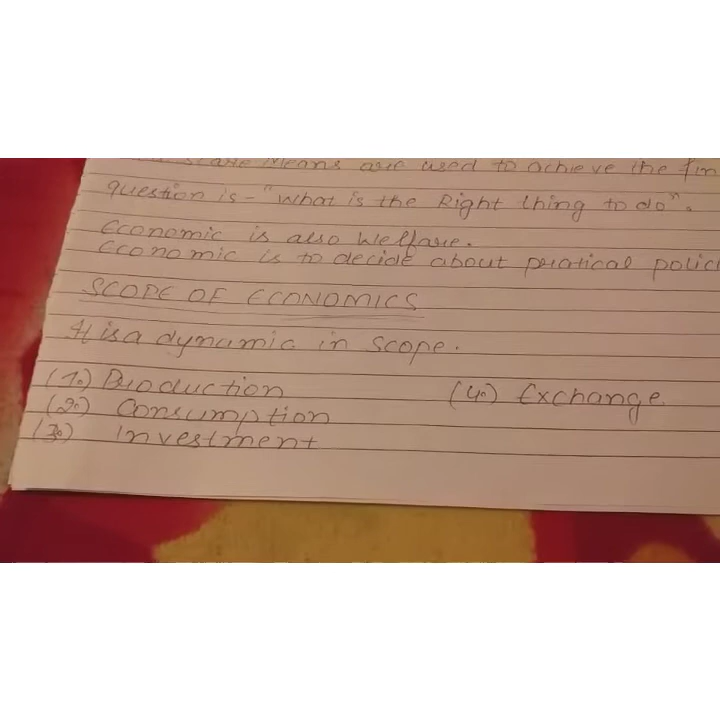 means are used to achieve the
question is - "What is the Right thing to do".
Economic is also Welfare.
Economic is to decide about pratical polic
SCOPE OF ECONOMICS
It is a dynamic in scope.
(1.) Production (4.) Exchange.
(2.) Consumption
(3.) Investment